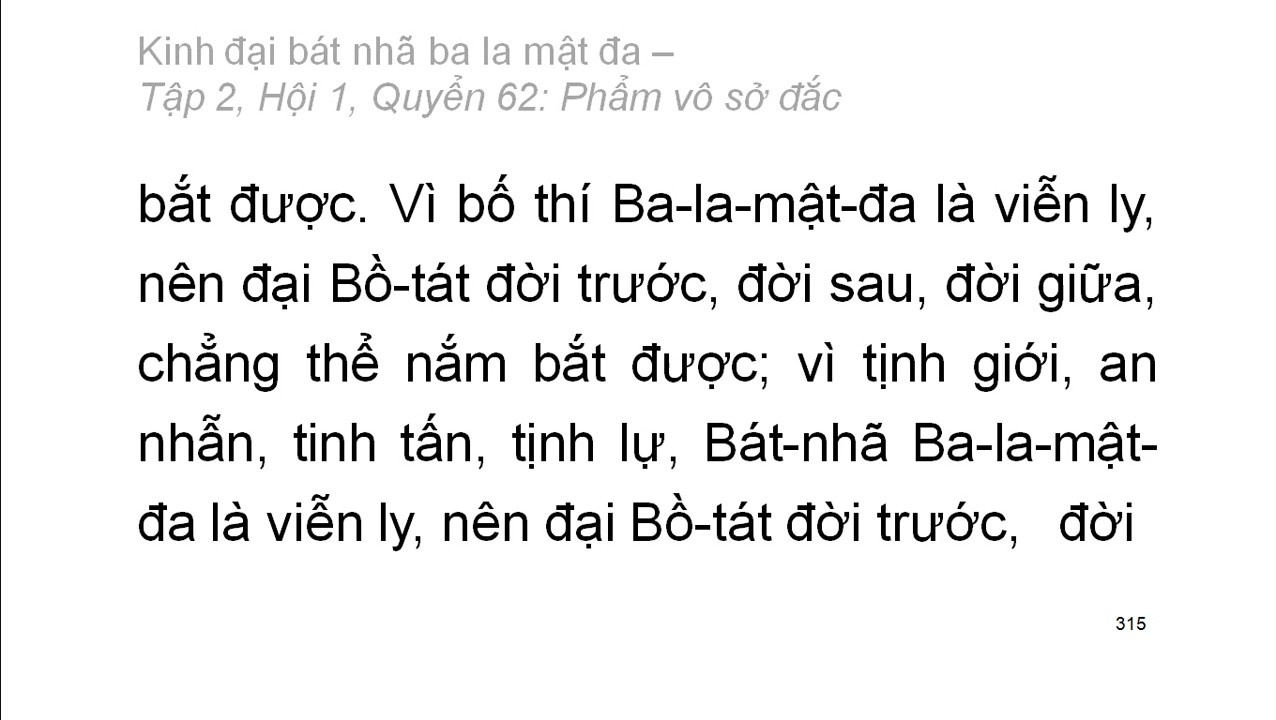 Kinh đại bát nhã ba la mật đa –
Tập 2, Hội 1, Quyển 62: Phẩm vô sở đắc
bắt được. Vì bố thí Ba-la-mật-đa là viễn ly,
nên đại Bồ-tát đời trước, đời sau, đời giữa,
chẳng thể nắm bắt được; vì tịnh giới, an
nhẫn, tinh tấn, tịnh lự, Bát-nhã Ba-la-mật-
đa là viễn ly, nên đại Bồ-tát đời trước, đời
315